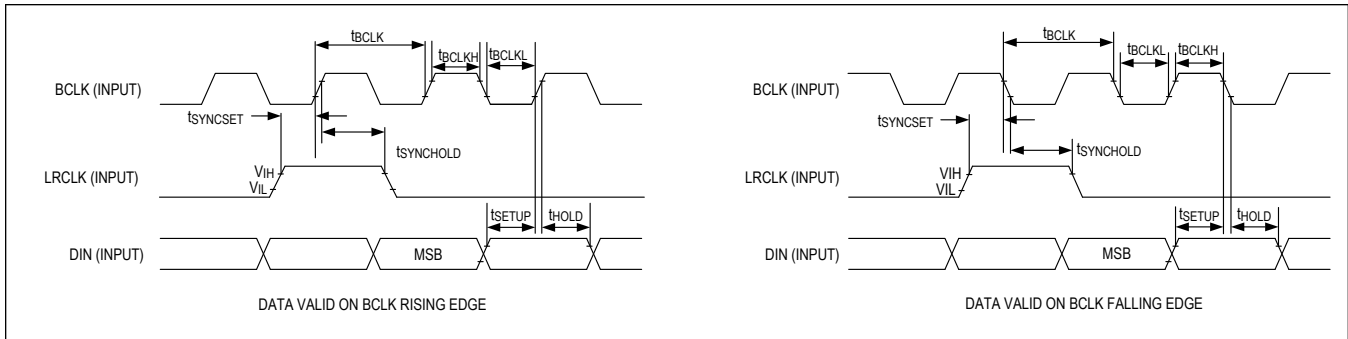 tBCLK
tBCLKH
tBCLKL
BCLK (INPUT)
tSYNCSET
tSYNCHOLD
LRCLK (INPUT)
VIH
VIL
tSETUP
tHOLD
DIN (INPUT)
MSB
DATA VALID ON BCLK RISING EDGE
tBCLK
tBCLKL
tBCLKH
BCLK (INPUT)
tSYNCSET
tSYNCHOLD
LRCLK (INPUT)
VIH
VIL
tSETUP
tHOLD
DIN (INPUT)
MSB
DATA VALID ON BCLK FALLING EDGE